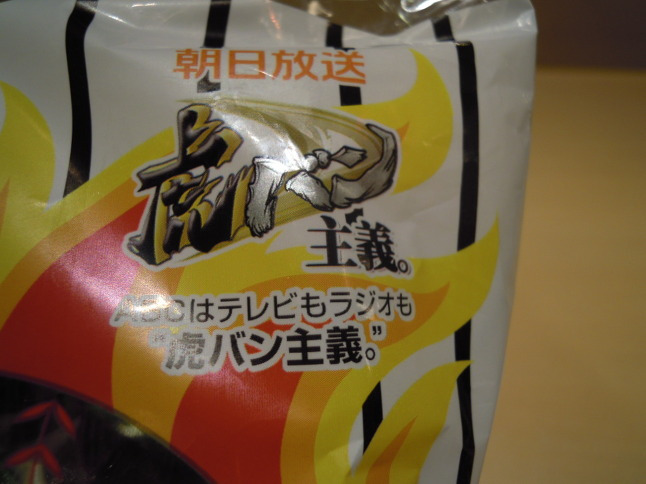 朝日放送
虎バン
主義。
ABCはテレビもラジオも
"虎バン主義。"